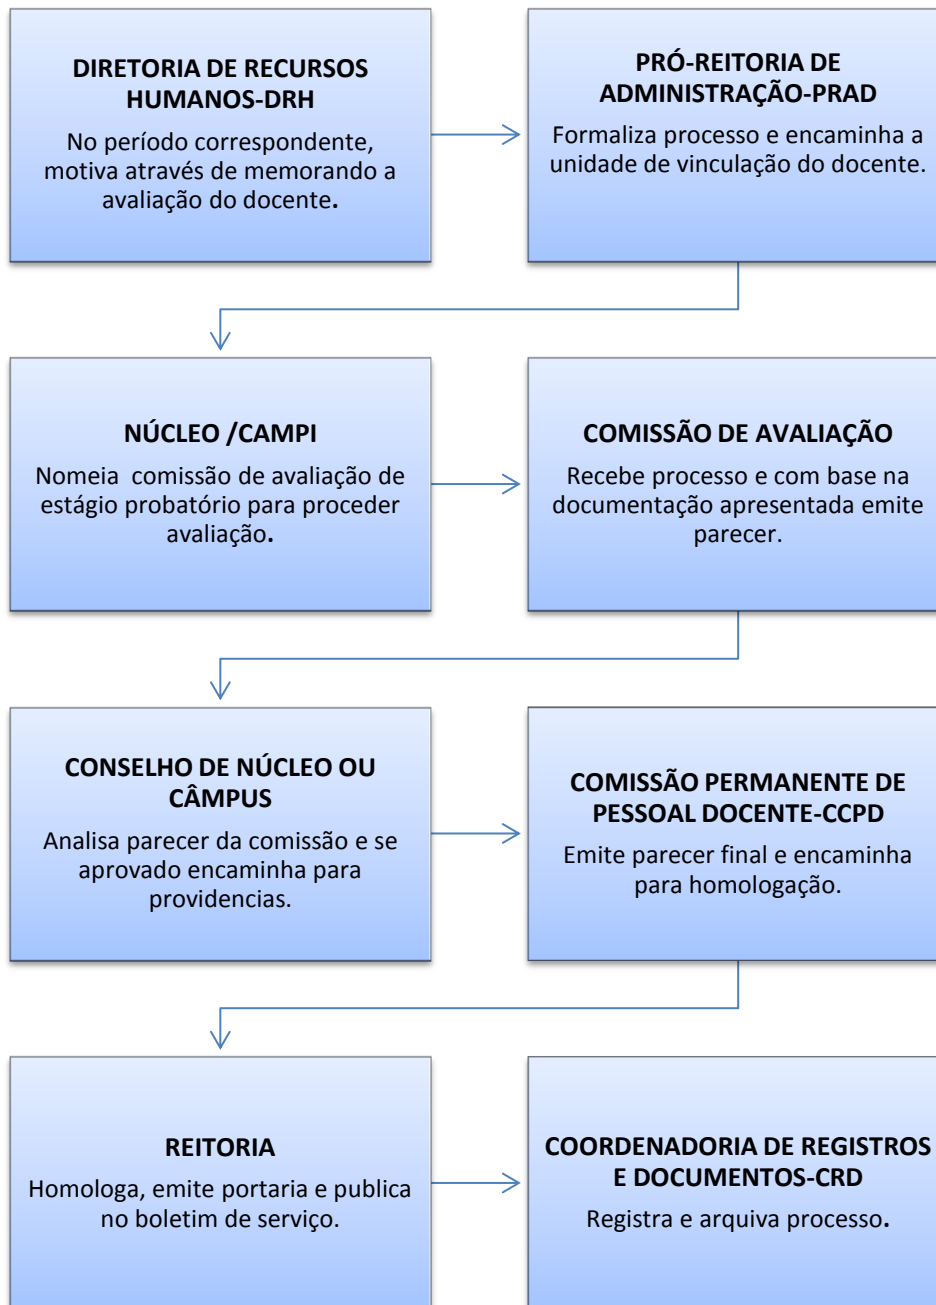 DIRETORIA DE RECURSOS
HUMANOS-DRH
No período correspondente,
motiva através de memorando a
avaliação do docente.
PRÓ-REITORIA DE
ADMINISTRAÇÃO-PRAD
Formaliza processo e encaminha a
unidade de vinculação do docente.
NÚCLEO /CAMPI
Nomeia comissão de avaliação de
estágio probatório para proceder
avaliação.
COMISSÃO DE AVALIAÇÃO
Recebe processo e com base na
documentação apresentada emite
parecer.
CONSELHO DE NÚCLEO OU
CÂMPUS
Analisa parecer da comissão e se
aprovado encaminha para
providencias.
COMISSÃO PERMANENTE DE
PESSOAL DOCENTE-CCPD
Emite parecer final e encaminha
para homologação.
REITORIA
Homologa, emite portaria e publica
no boletim de serviço.
COORDENADORIA DE REGISTROS
E DOCUMENTOS-CRD
Registra e arquiva processo.